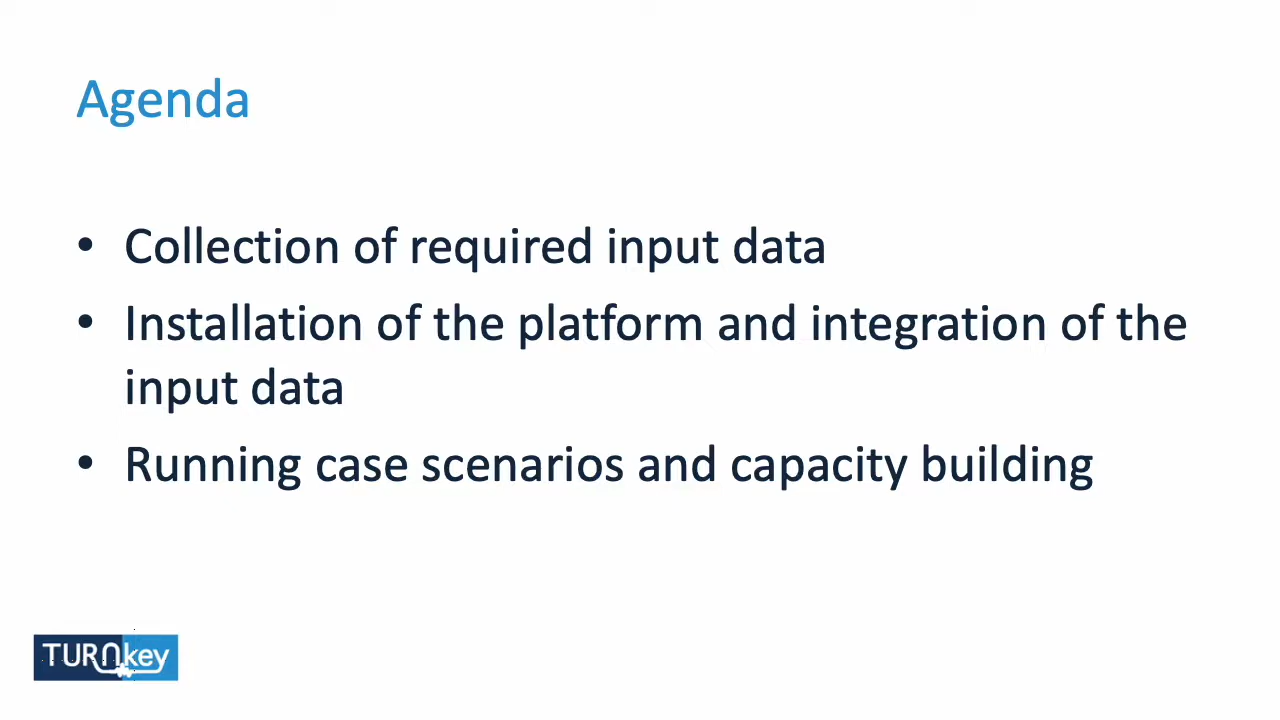 Agenda
• Collection of required input data
• Installation of the platform and integration of the
input data
• Running case scenarios and capacity building
TURNkey